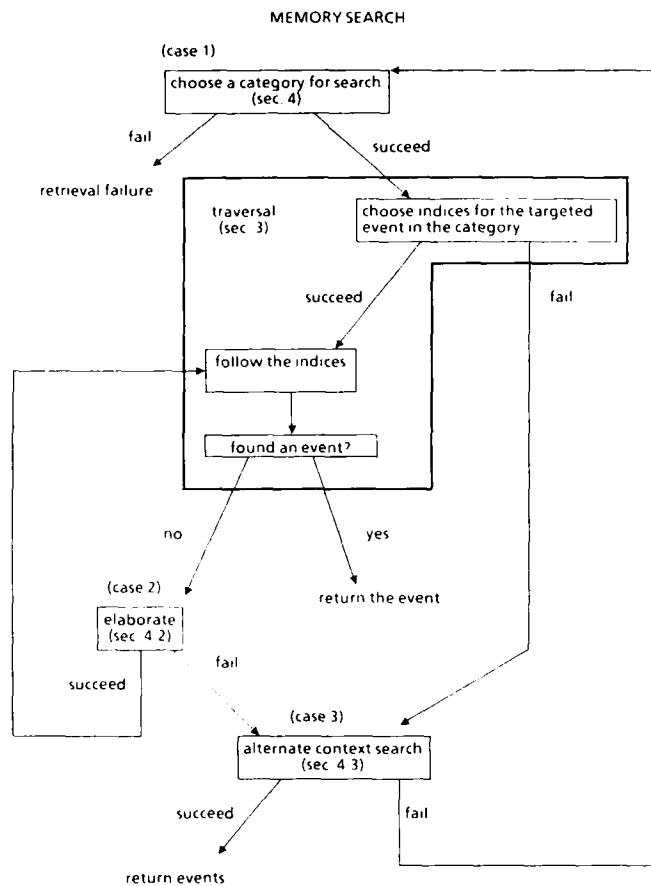 MEMORY SEARCH
(case 1)
choose a category for search
(sec. 4)
fail
succeed
retrieval failure
traversal
(sec 3)
choose indices for the targeted
event in the category
succeed
fail
follow the indices
found an event?
no
yes
(case 2)
return the event
elaborate
(sec 4 2)
fail
succeed
(case 3)
alternate context search
(sec 4 3)
succeed
fail
return events